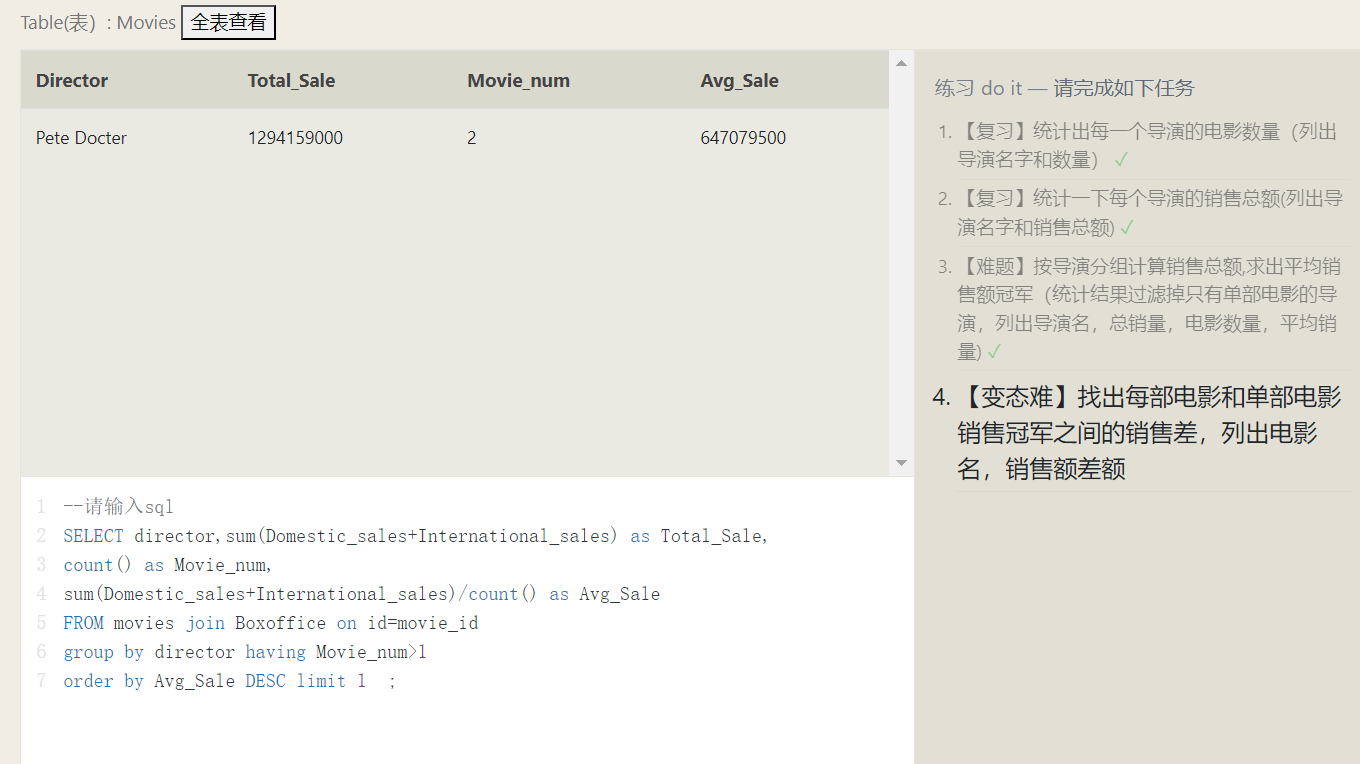 Table(表）: Movies 全表查看
Director Total_Sale Movie_num Avg_Sale
Pete Docter 1294159000 2 647079500
练习 do it — 请完成如下任务
1. 【复习】统计出每一个导演的电影数量（列出
导演名字和数量） ✓
2. 【复习】统计一下每个导演的销售总额(列出导
演名字和销售总额) ✓
3. 【难题】按导演分组计算销售总额,求出平均销
售额冠军（统计结果过滤掉只有单部电影的导
演，列出导演名，总销量，电影数量，平均销
量) ✓
4. 【变态难】找出每部电影和单部电影
销售冠军之间的销售差，列出电影
名，销售额差额
1 --请输入sql
2 SELECT director,sum(Domestic_sales+International_sales) as Total_Sale,
3 count() as Movie_num,
4 sum(Domestic_sales+International_sales)/count() as Avg_Sale
5 FROM movies join Boxoffice on id=movie_id
6 group by director having Movie_num>1
7 order by Avg_Sale DESC limit 1 ;